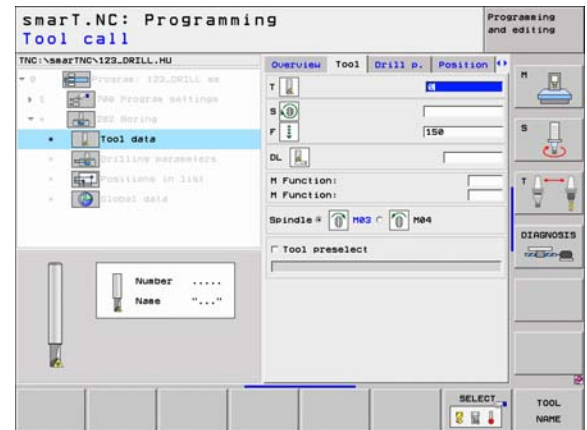 smarT.NC: Programming
Tool call
Programming
and editing
TNC:\smarTNC\123_DRILL.HU
0 Program: 123_DRILL mm
1 700 Program settings
202 Boring
Tool data
Drilling parameters
Positions in list
Global data
Overview Tool Drill p. Position
T
S
F 150
DL
M Function:
M Function:
Spindle M03 M04
Tool preselect
Number .....
Name "..."
M
S
T
DIAGNOSIS
SELECT
TOOL
NAME